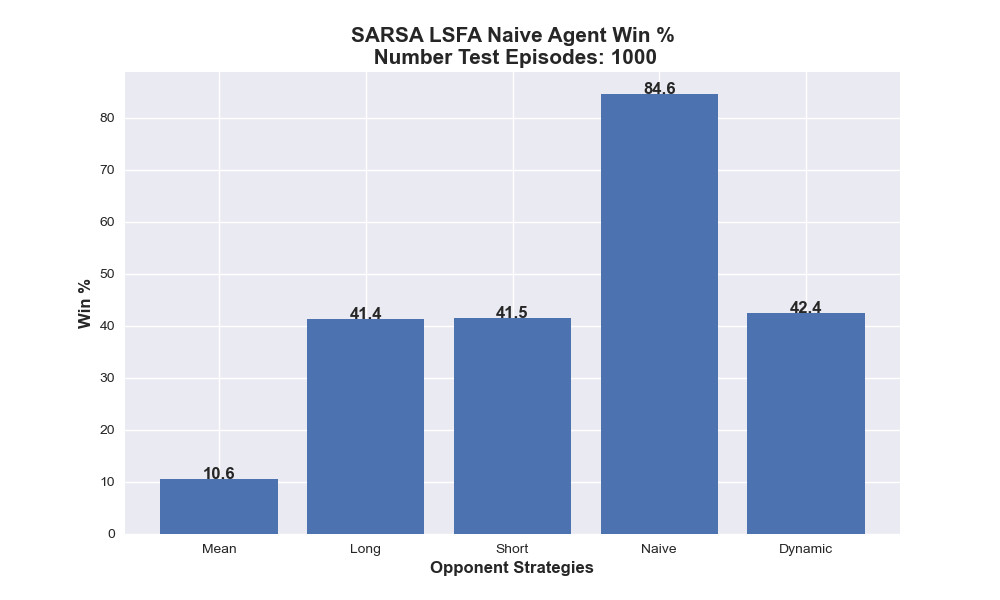 SARSA LSFA Naive Agent Win %
Number Test Episodes: 1000
Win %
80
70
60
50
40
30
20
10
0
10.6
41.4
41.5
84.6
42.4
Mean
Long
Short
Naive
Dynamic
Opponent Strategies